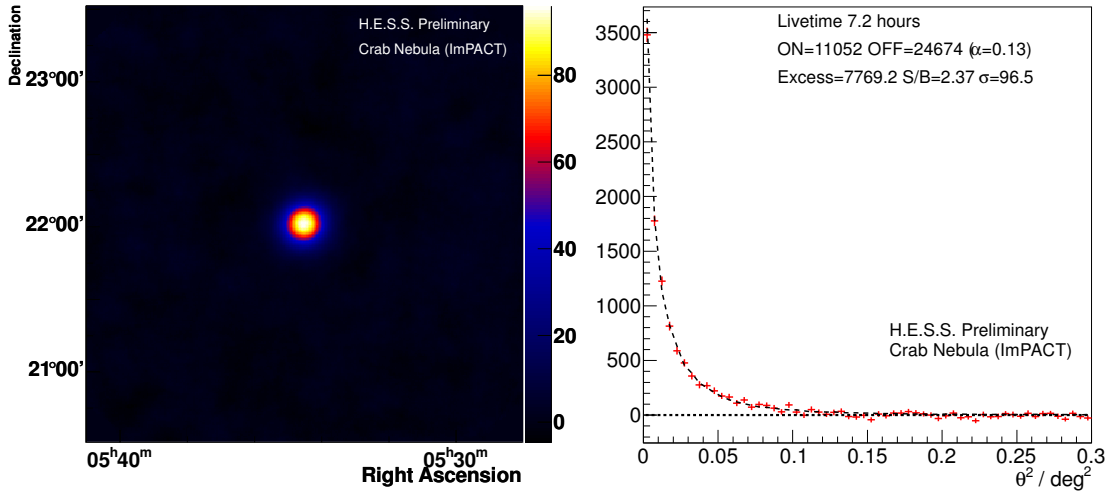 Declination
H.E.S.S. Preliminary
Crab Nebula (ImPACT)
23°00'
22°00'
21°00'
05ʰ40ᵐ
05ʰ30ᵐ
Right Ascension
80
60
40
20
0
Livetime 7.2 hours
ON=11052 OFF=24674 (α=0.13)
Excess=7769.2 S/B=2.37 σ=96.5
3500
3000
2500
2000
1500
1000
500
0
H.E.S.S. Preliminary
Crab Nebula (ImPACT)
0 0.05 0.1 0.15 0.2 0.25 0.3
θ² / deg²